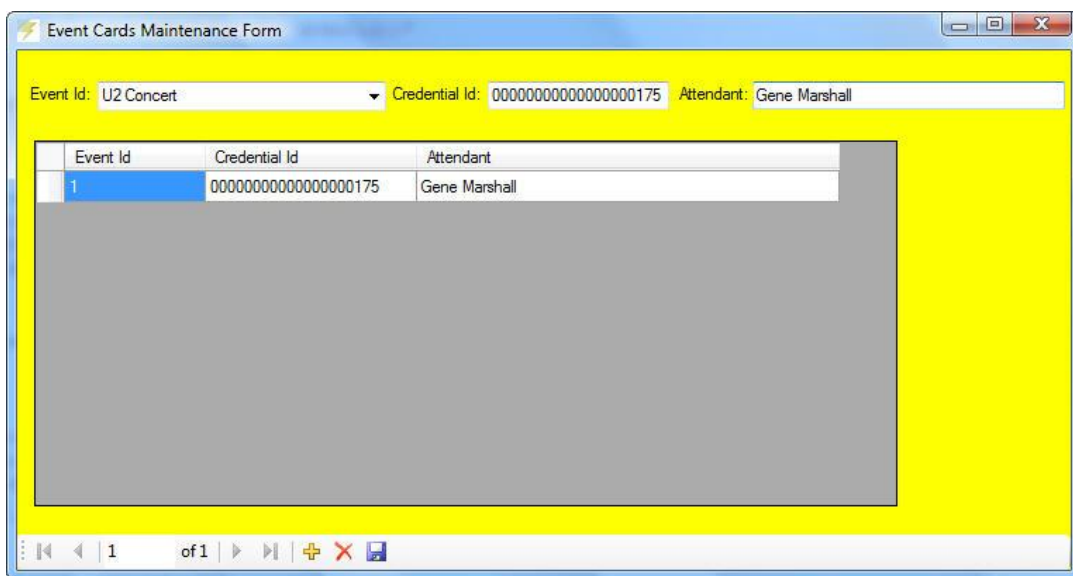 Event Cards Maintenance Form
Event Id: U2 Concert Credential Id: 00000000000000000175 Attendant: Gene Marshall
Event Id Credential Id Attendant
1 00000000000000000175 Gene Marshall
1 of 1